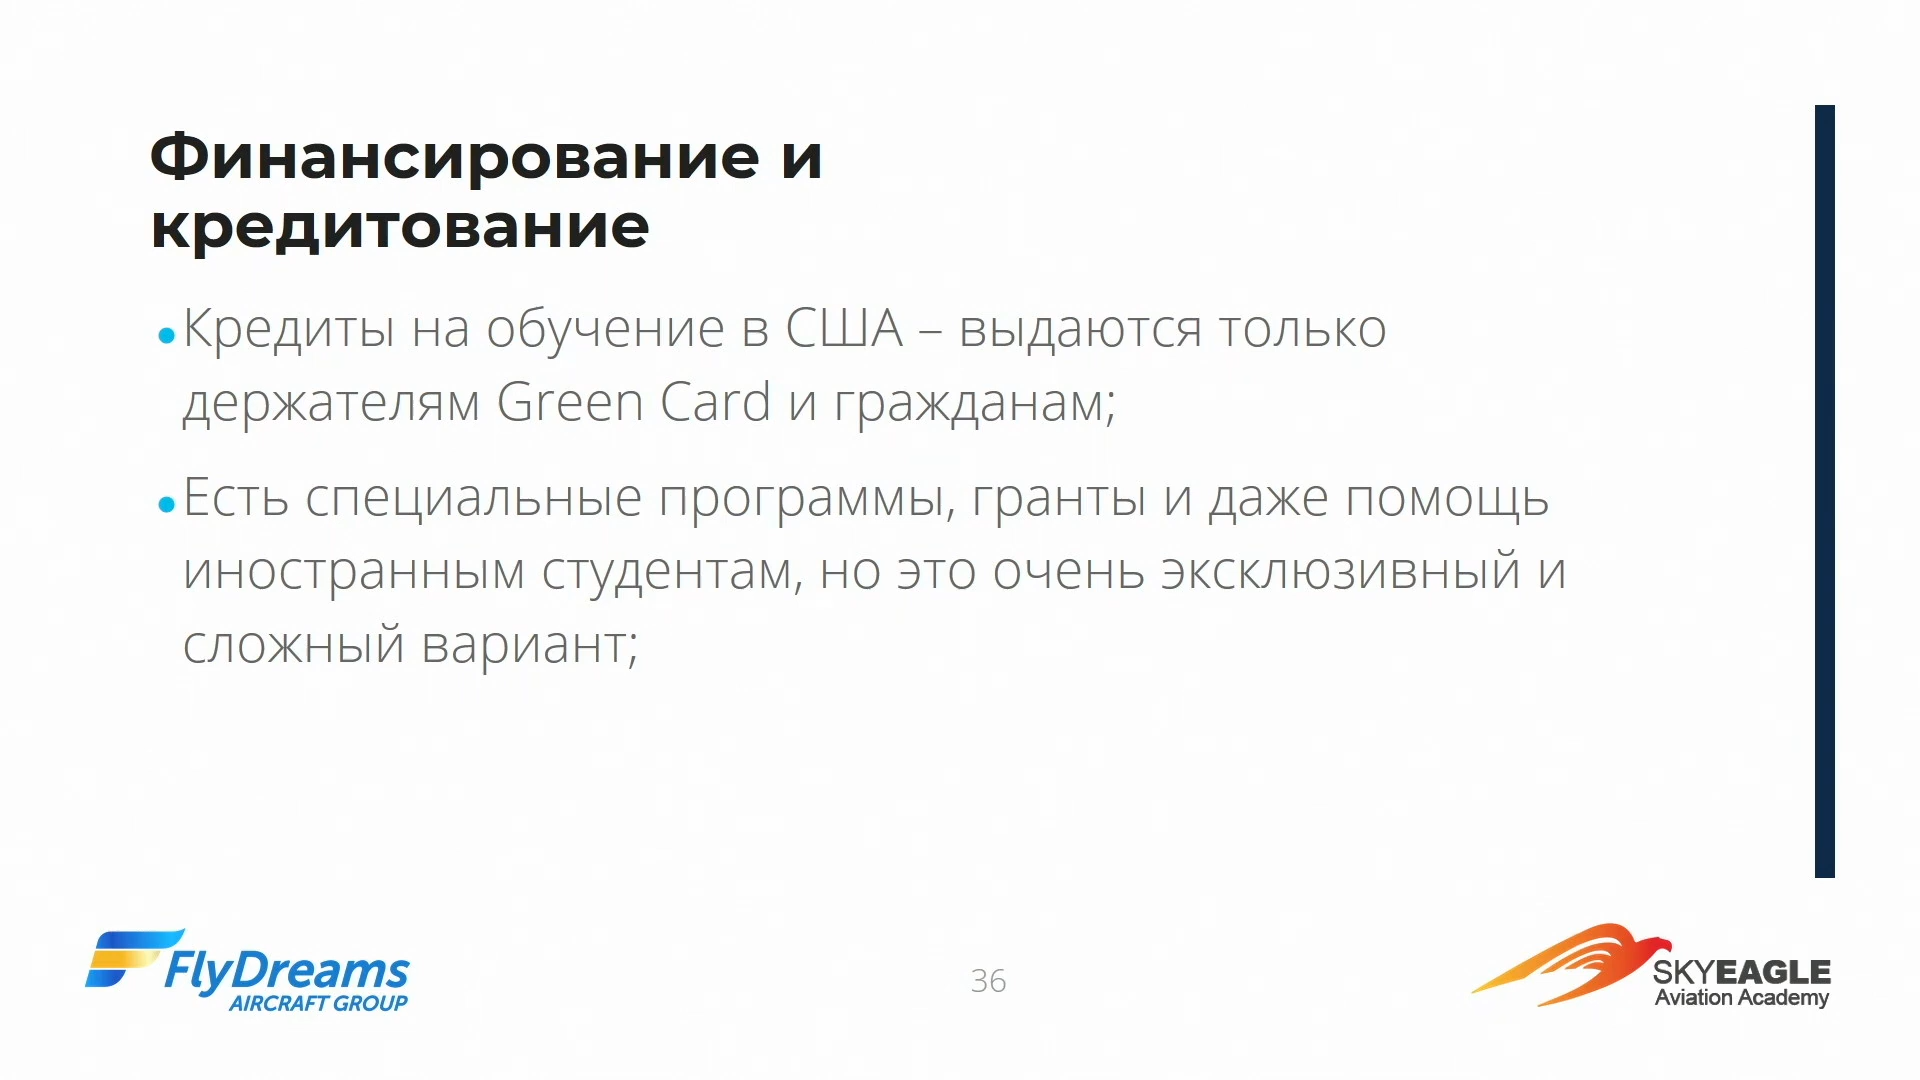 Финансирование и
кредитование
•Кредиты на обучение в США – выдаются только
держателям Green Card и гражданам;
•Есть специальные программы, гранты и даже помощь
иностранным студентам, но это очень эксклюзивный и
сложный вариант;
FlyDreams
AIRCRAFT GROUP
36
SKYEAGLE
Aviation Academy